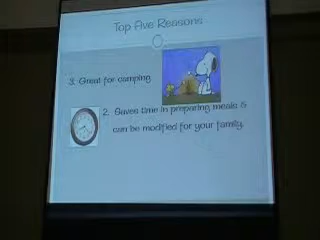 Top Five Reasons
3. Great for camping
2. Saves time in preparing meals &
can be modified for your family.